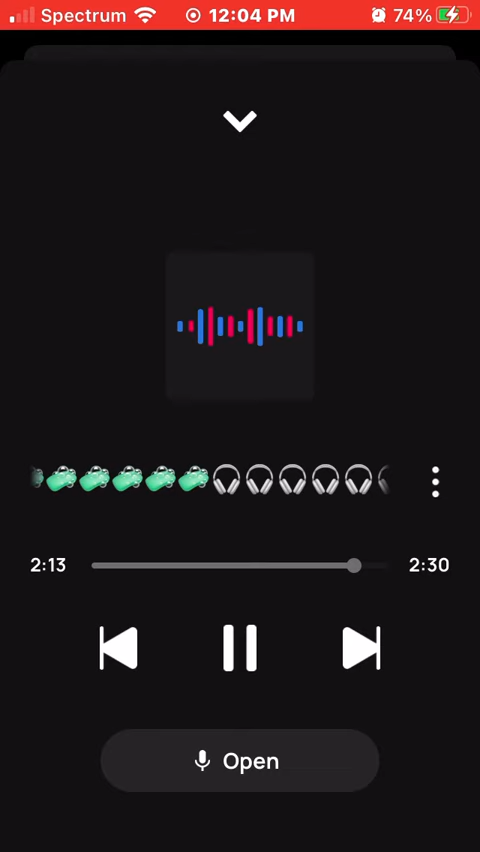 Spectrum 12:04 PM 74%
🧼🧼🧼🧼🧼🎧🎧🎧🎧🎧
2:13 2:30
Open